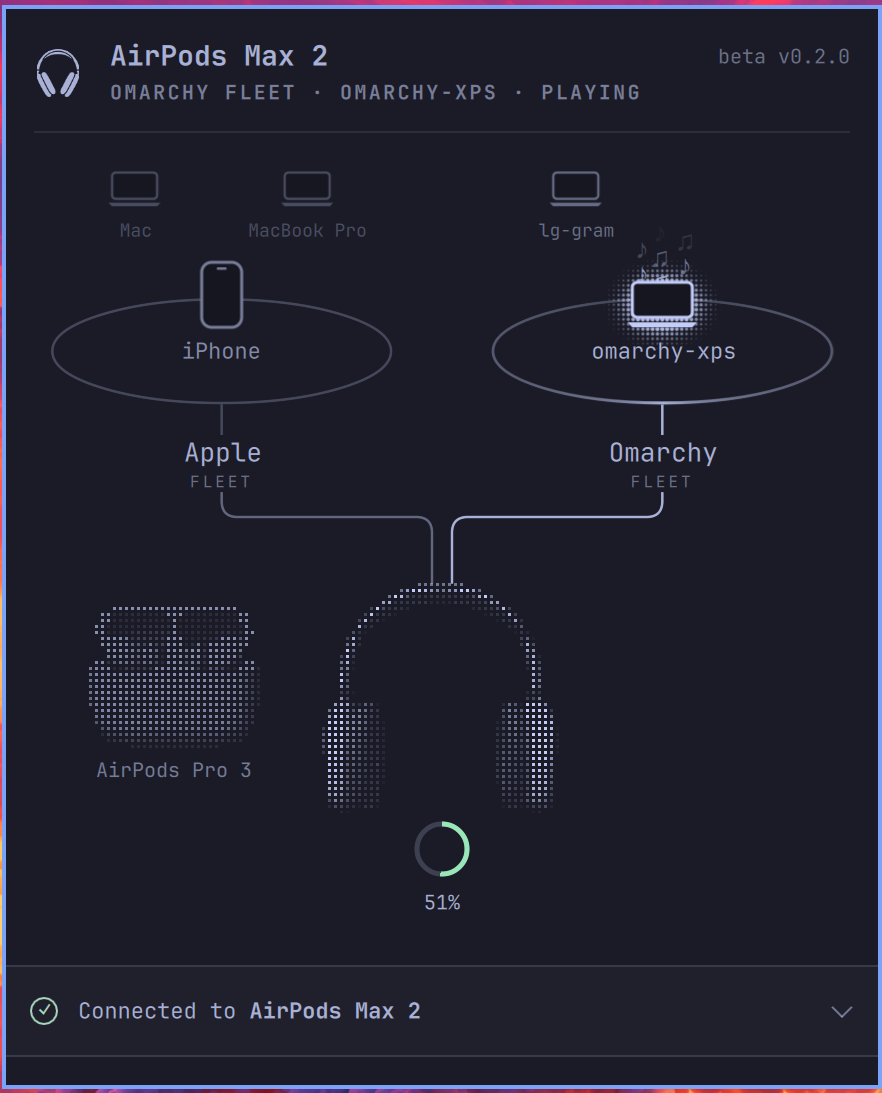 AirPods Max 2
beta v0.2.0
OMARCHY FLEET · OMARCHY-XPS · PLAYING
Mac
MacBook Pro
lg-gram
iPhone
omarchy-xps
Apple
FLEET
Omarchy
FLEET
AirPods Pro 3
51%
Connected to AirPods Max 2